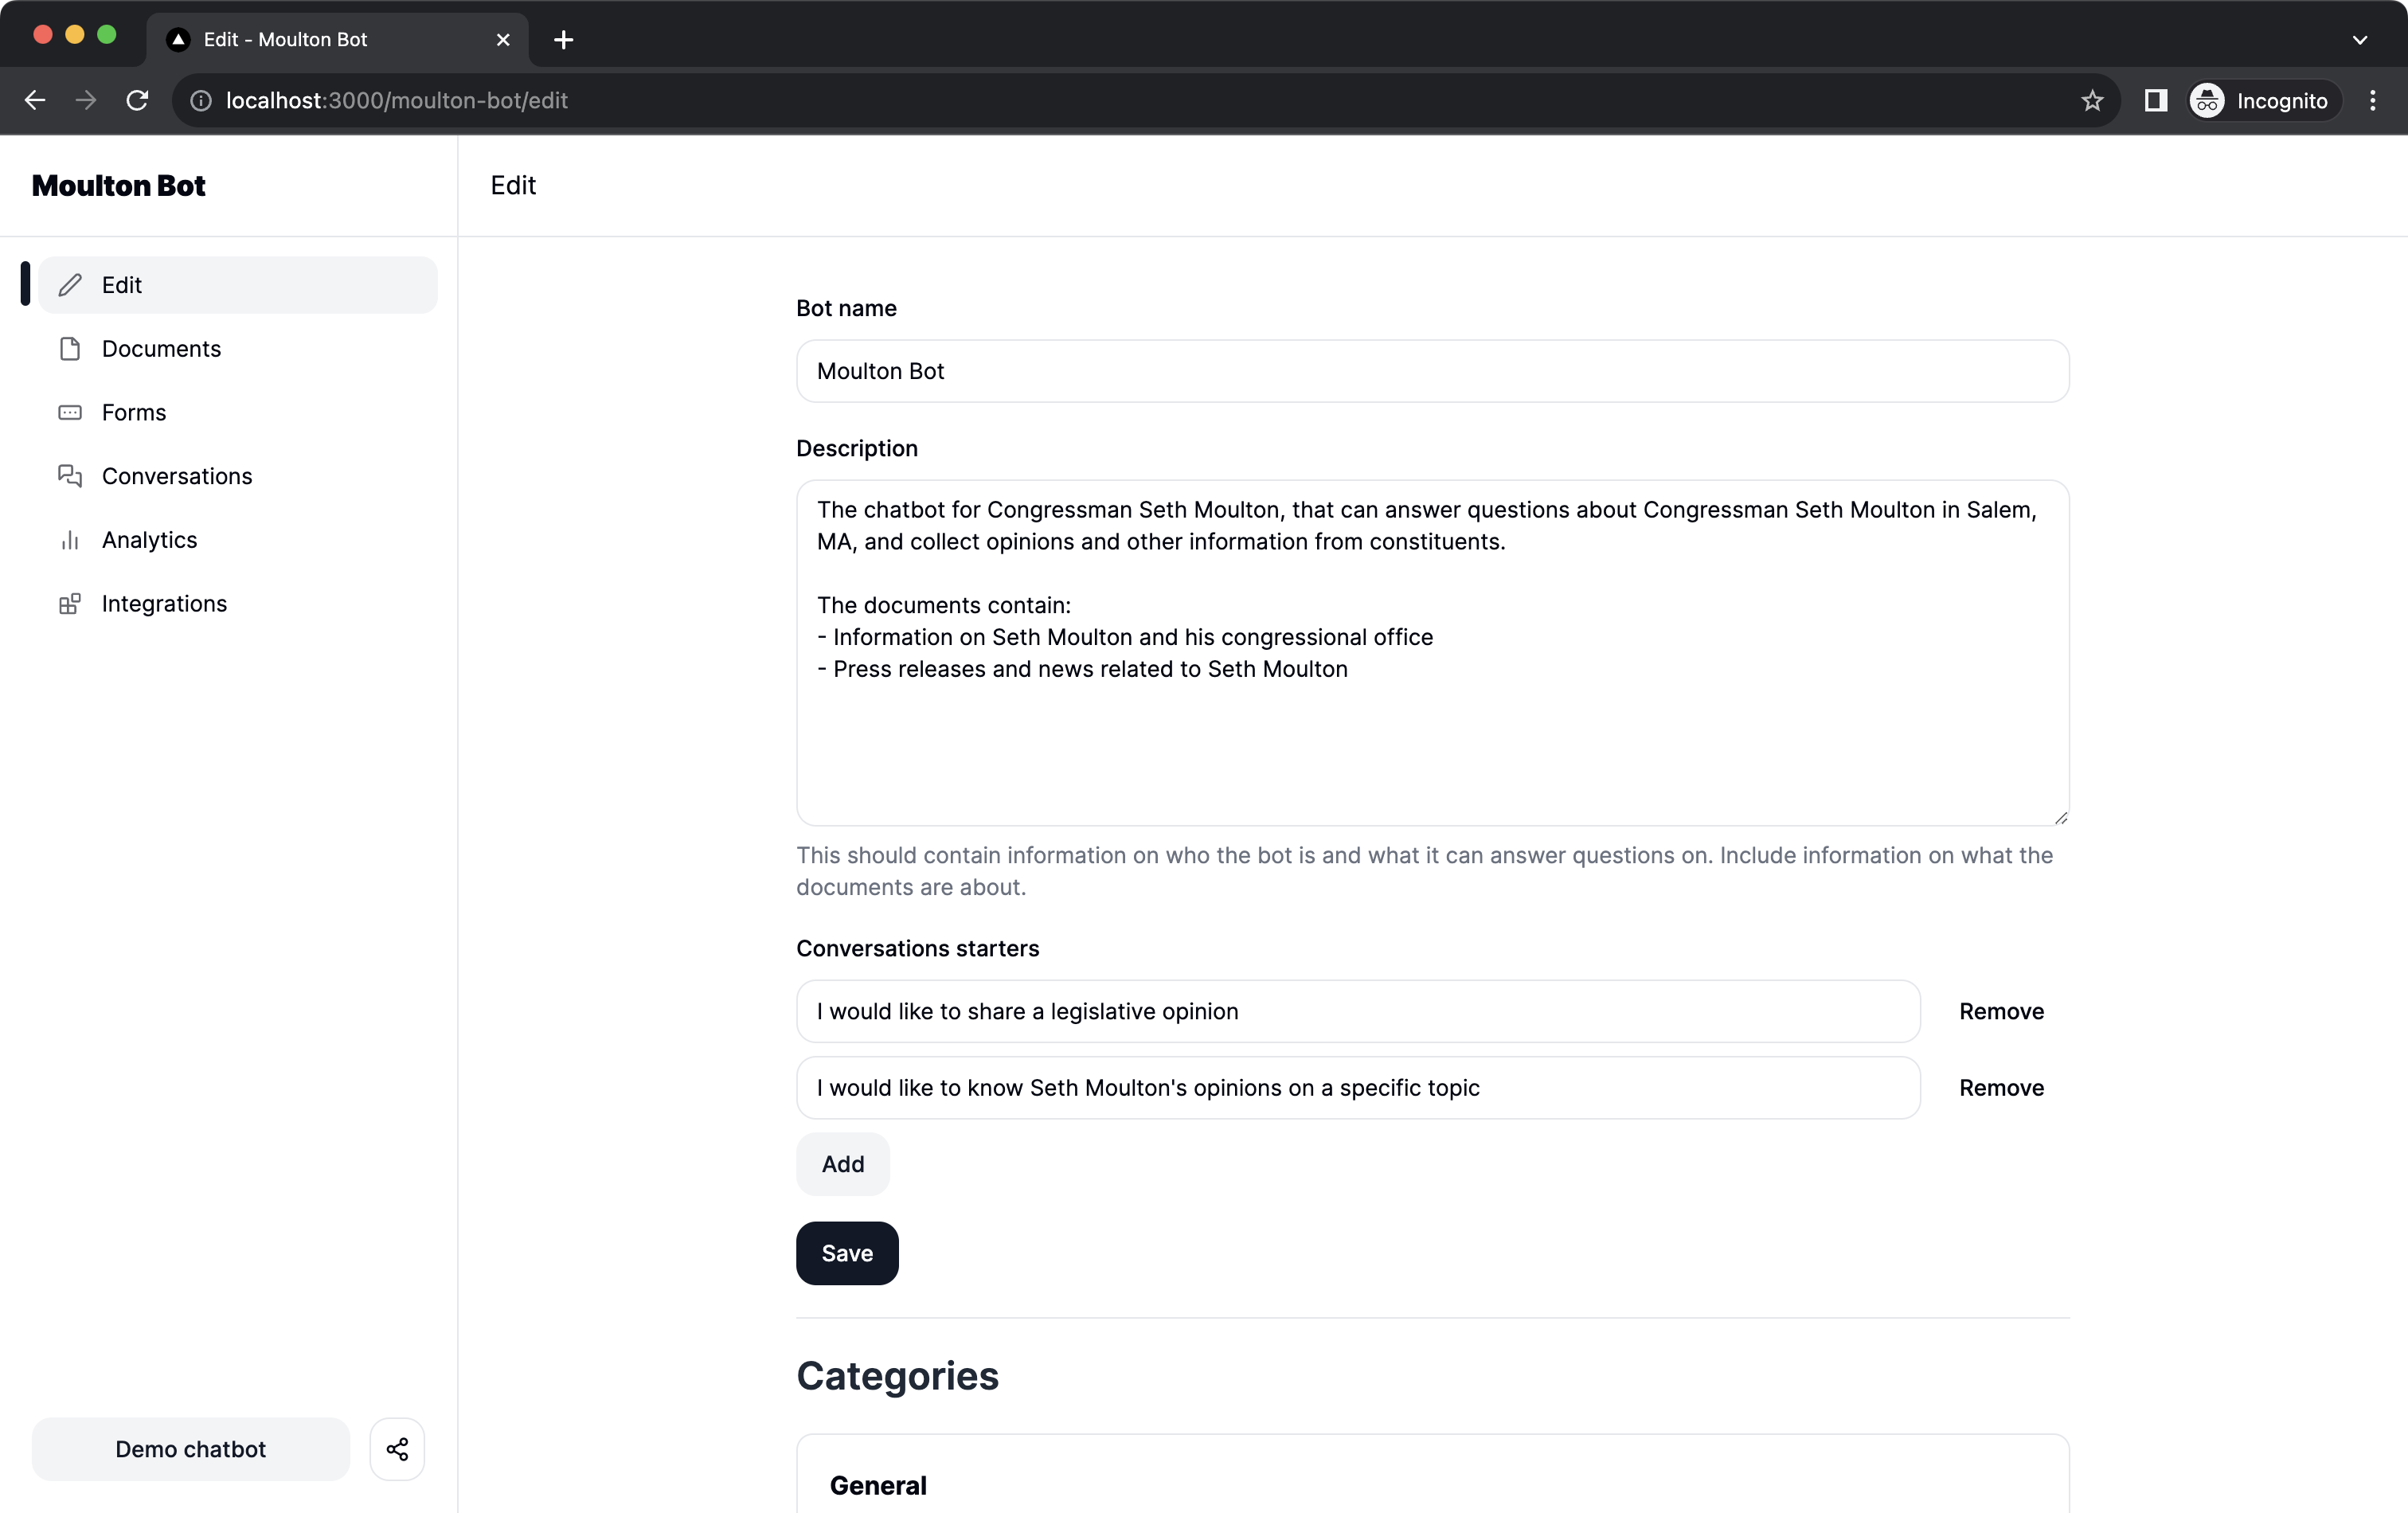 Edit - Moulton Bot
localhost:3000/moulton-bot/edit
Incognito
Moulton Bot
Edit
Edit
Documents
Forms
Conversations
Analytics
Integrations
Demo chatbot
Bot name
Moulton Bot
Description
The chatbot for Congressman Seth Moulton, that can answer questions about Congressman Seth Moulton in Salem,
MA, and collect opinions and other information from constituents.
The documents contain:
- Information on Seth Moulton and his congressional office
- Press releases and news related to Seth Moulton
This should contain information on who the bot is and what it can answer questions on. Include information on what the
documents are about.
Conversations starters
I would like to share a legislative opinion
Remove
I would like to know Seth Moulton's opinions on a specific topic
Remove
Add
Save
Categories
General